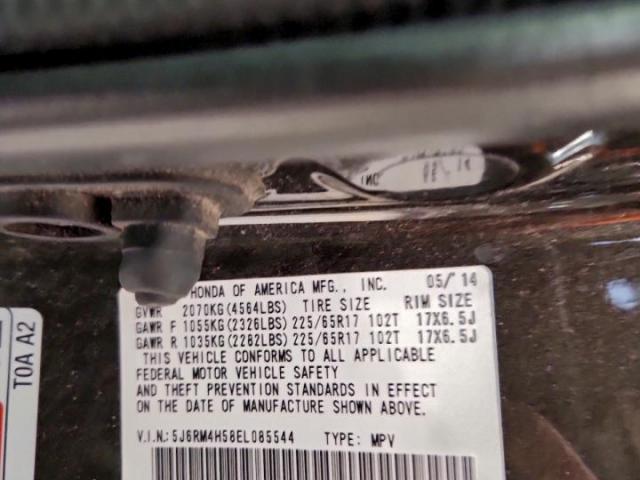 INC
HONDA OF AMERICA MFG., INC. 05/14
GVWR 2070KG (4564LBS) TIRE SIZE RIM SIZE
GAWR F 1055KG (2326LBS) 225/65R17 102T 17X6.5J
GAWR R 1035KG (2282LBS) 225/65R17 102T 17X6.5J
THIS VEHICLE CONFORMS TO ALL APPLICABLE
FEDERAL MOTOR VEHICLE SAFETY
AND THEFT PREVENTION STANDARDS IN EFFECT
ON THE DATE OF MANUFACTURE SHOWN ABOVE.
V.I.N.: 5J6RM4H58EL085544 TYPE: MPV
TOA A2